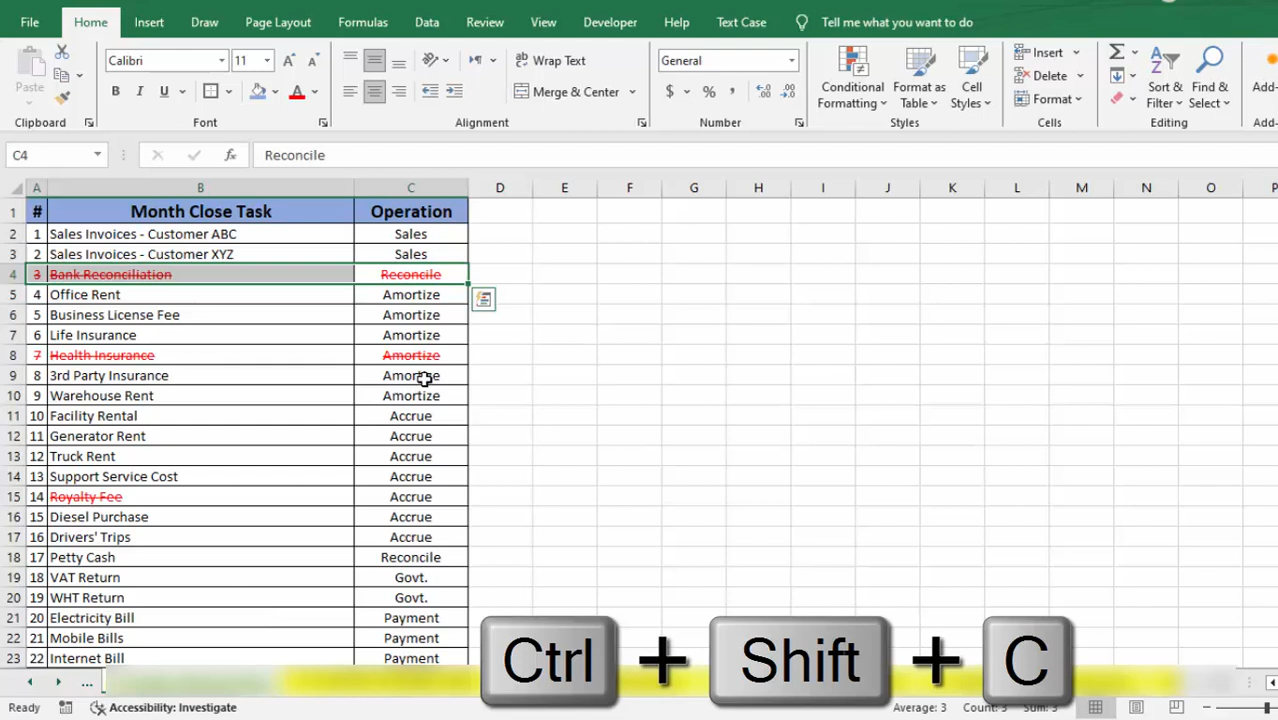 File Home Insert Draw Page Layout Formulas Data Review View Developer Help Text Case Tell me what you want to do
Paste
Clipboard
Calibri 11
B I U A
Font
Wrap Text
Merge & Center
Alignment
General
$ % ,
Number
Conditional Formatting
Format as Table
Cell Styles
Styles
Insert
Delete
Format
Cells
Sort & Filter
Find & Select
Editing
Add-
Add-
C4 fx Reconcile
A B C D E F G H I J K L M N O P
1 # Month Close Task Operation
2 1 Sales Invoices - Customer ABC Sales
3 2 Sales Invoices - Customer XYZ Sales
4 3 Bank Reconciliation Reconcile
5 4 Office Rent Amortize
6 5 Business License Fee Amortize
7 6 Life Insurance Amortize
8 7 Health Insurance Amortize
9 8 3rd Party Insurance Amortize
10 9 Warehouse Rent Amortize
11 10 Facility Rental Accrue
12 11 Generator Rent Accrue
13 12 Truck Rent Accrue
14 13 Support Service Cost Accrue
15 14 Royalty Fee Accrue
16 15 Diesel Purchase Accrue
17 16 Drivers' Trips Accrue
18 17 Petty Cash Reconcile
19 18 VAT Return Govt.
20 19 WHT Return Govt.
21 20 Electricity Bill Payment
22 21 Mobile Bills Payment
23 22 Internet Bill Payment
Ctrl + Shift + C
...
Ready Accessibility: Investigate Average: 3 Count: 3 Sum: 3